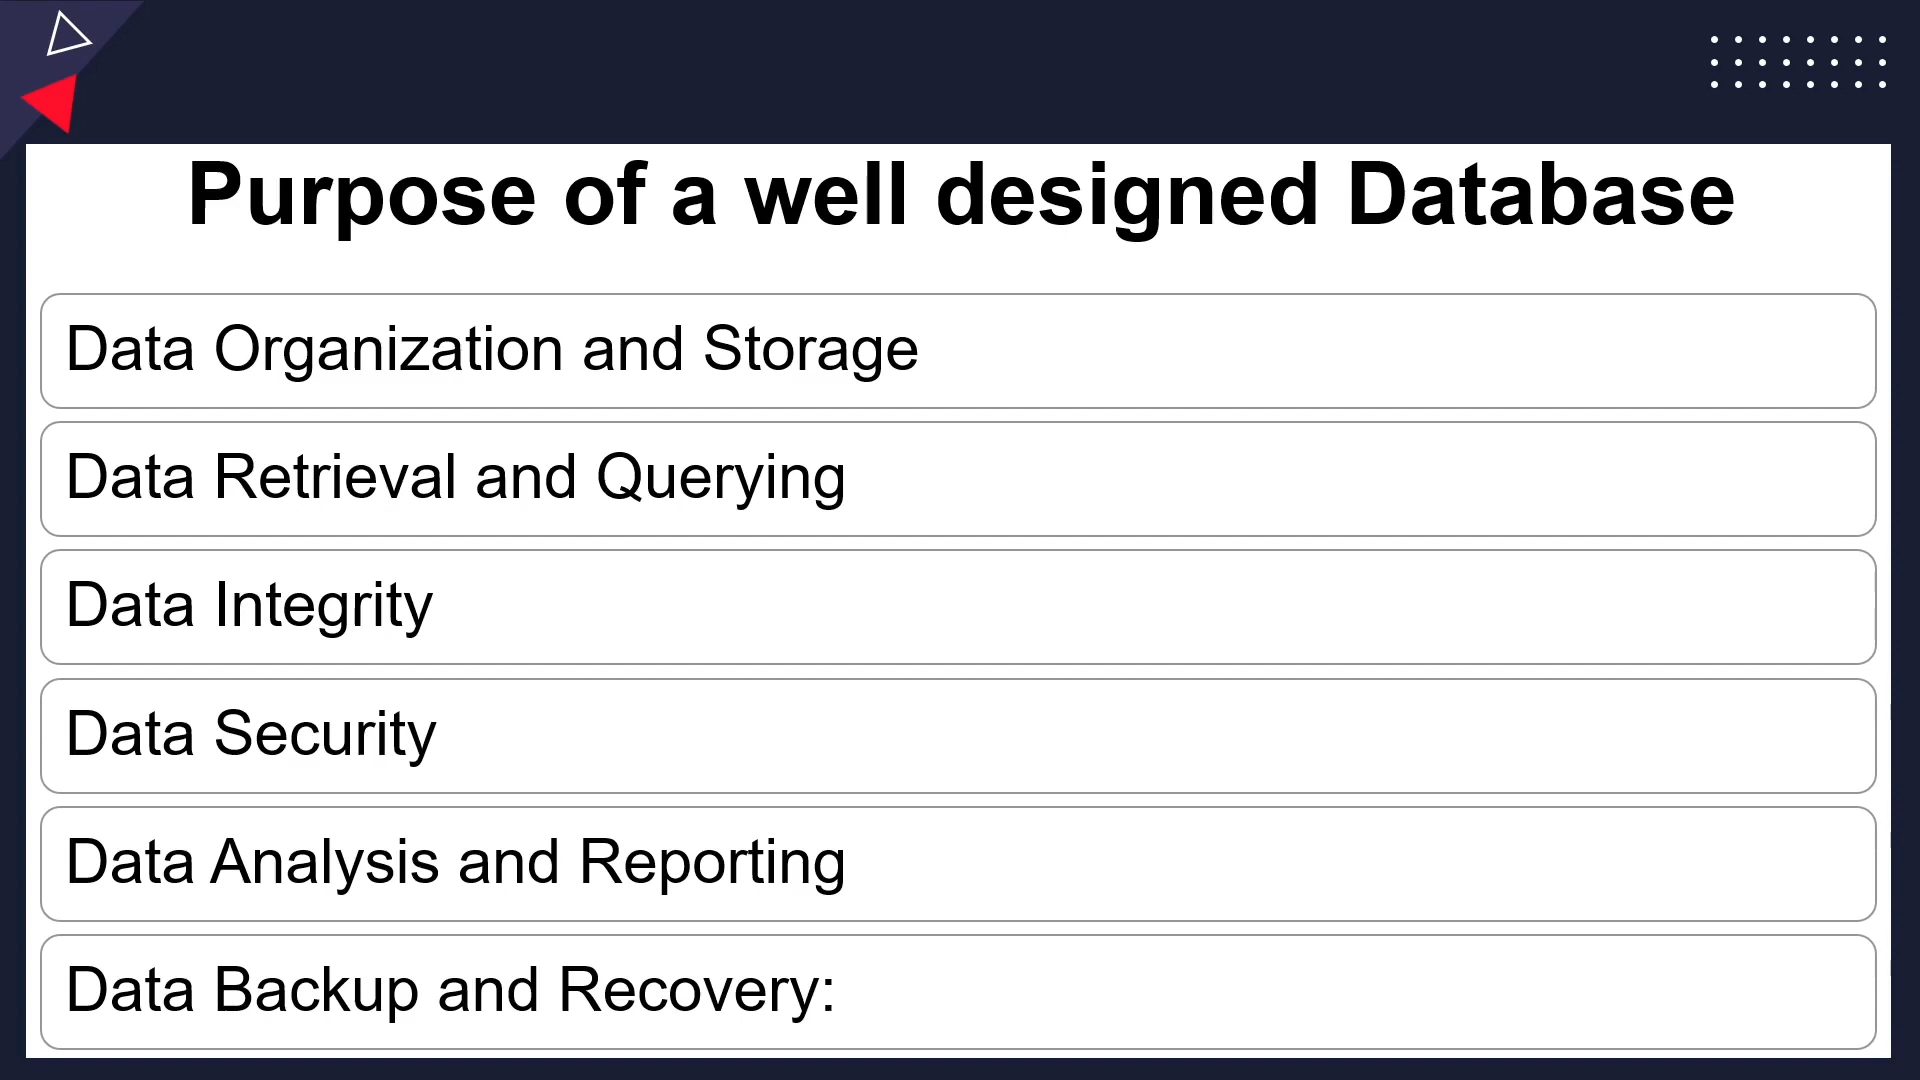 Purpose of a well designed Database
Data Organization and Storage
Data Retrieval and Querying
Data Integrity
Data Security
Data Analysis and Reporting
Data Backup and Recovery: